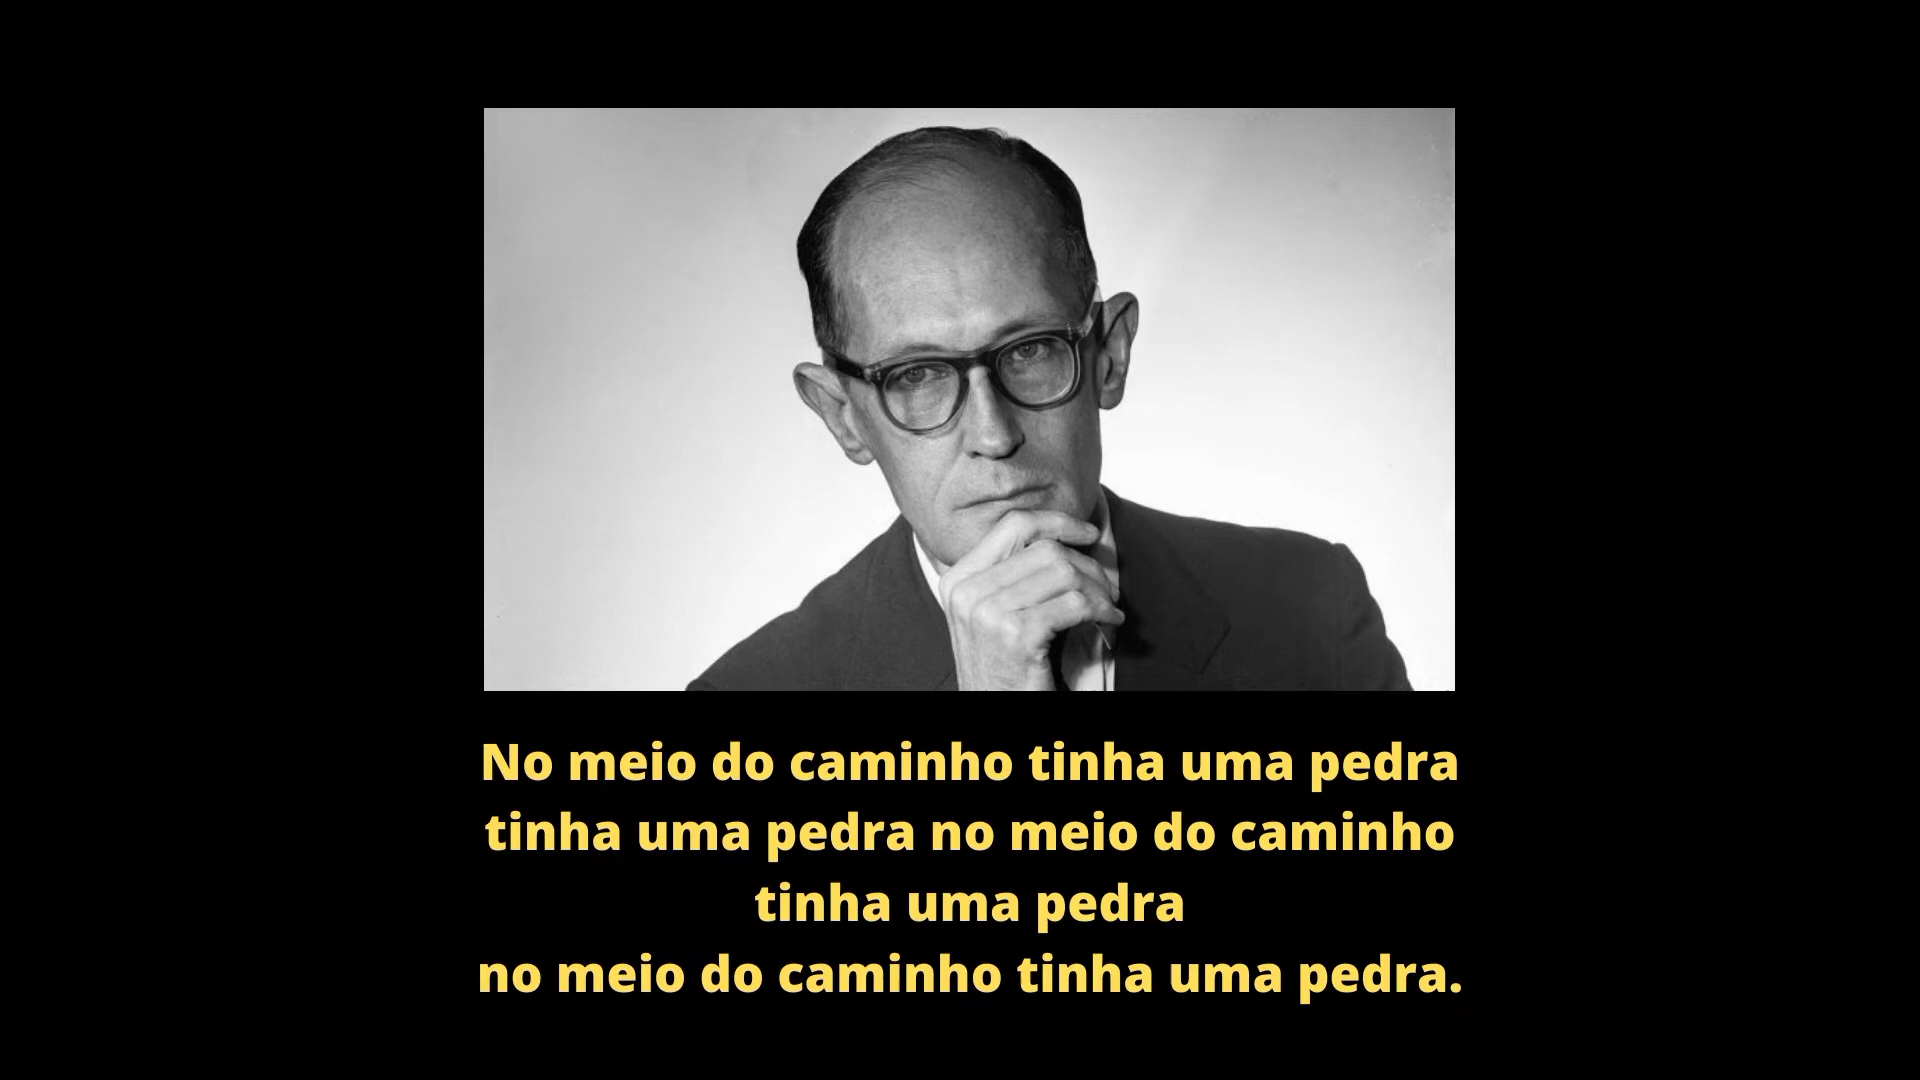 No meio do caminho tinha uma pedra
tinha uma pedra no meio do caminho
tinha uma pedra
no meio do caminho tinha uma pedra.